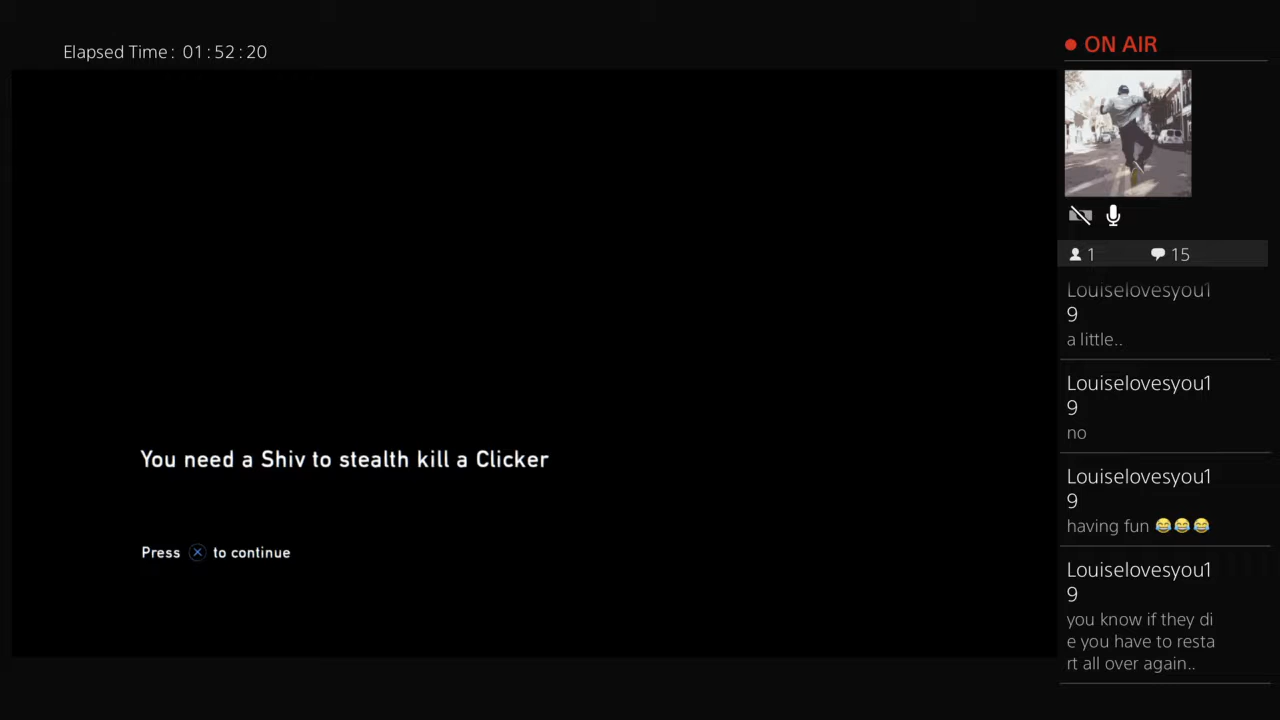 Elapsed Time: 01:52:20
ON AIR
1 15
Louiselovesyou1
9
a little..
Louiselovesyou1
9
no
Louiselovesyou1
9
having fun 😂😂😂
Louiselovesyou1
9
you know if they di
e you have to resta
rt all over again..
You need a Shiv to stealth kill a Clicker
Press ⓧ to continue